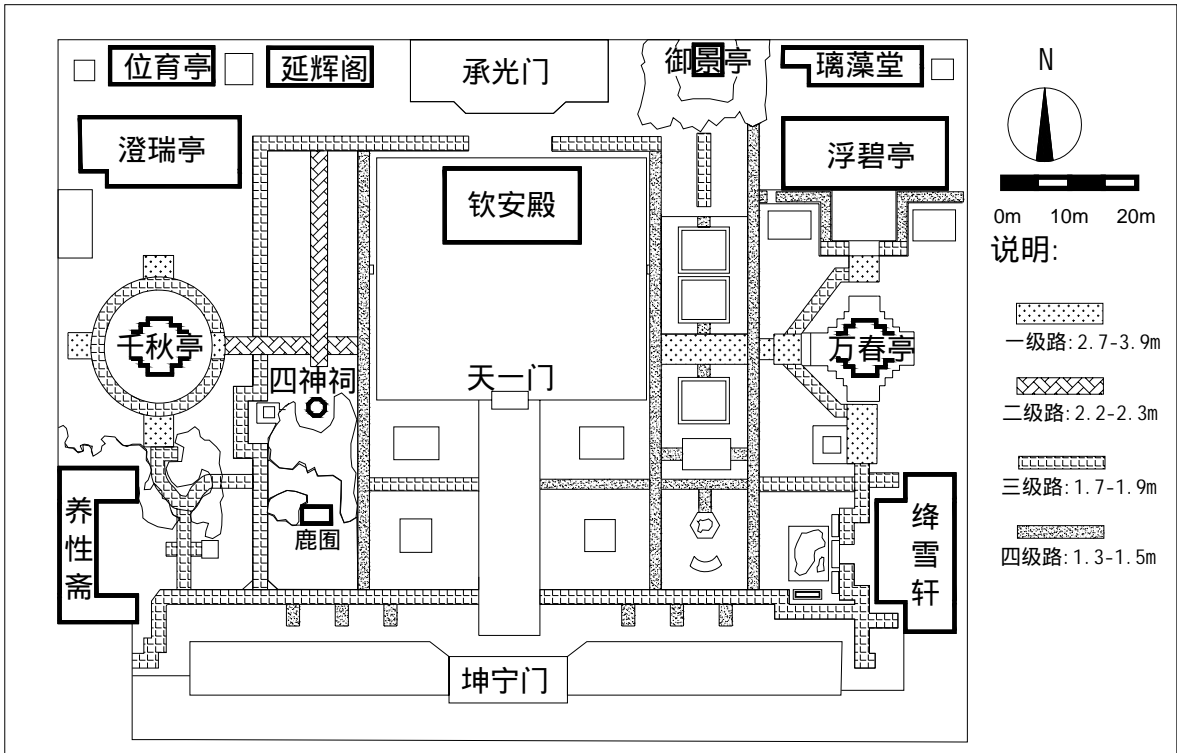 位育亭
延辉阁
承光门
御景亭
璃藻堂
澄瑞亭
钦安殿
浮碧亭
千秋亭
四神祠
天一门
万春亭
养性斋
鹿囿
绛雪轩
坤宁门
N
0m 10m 20m
说明:
一级路:2.7-3.9m
二级路:2.2-2.3m
三级路:1.7-1.9m
四级路:1.3-1.5m